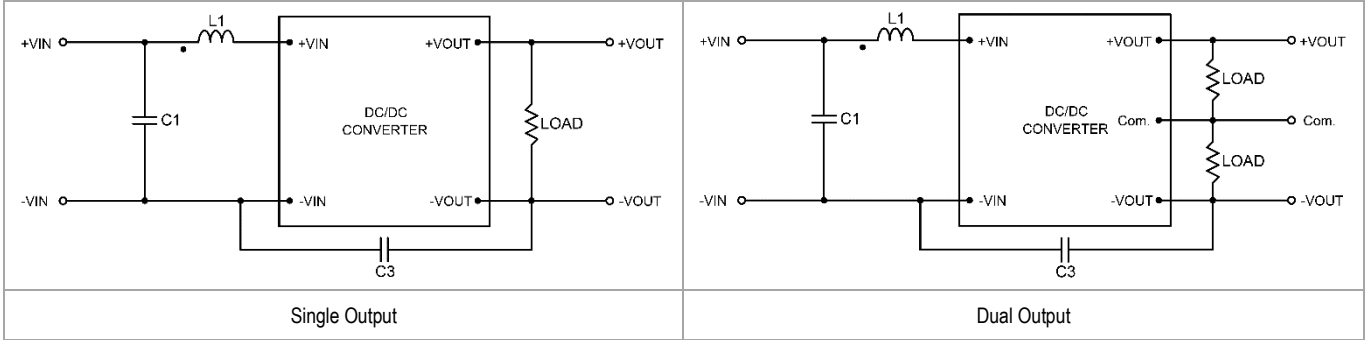 L1
+VIN
+VIN
+VOUT
+VOUT
C1
DC/DC
CONVERTER
LOAD
-VIN
-VIN
-VOUT
-VOUT
C3
Single Output
L1
+VIN
+VIN
+VOUT
+VOUT
LOAD
C1
DC/DC
CONVERTER
Com.
Com.
LOAD
-VIN
-VIN
-VOUT
-VOUT
C3
Dual Output